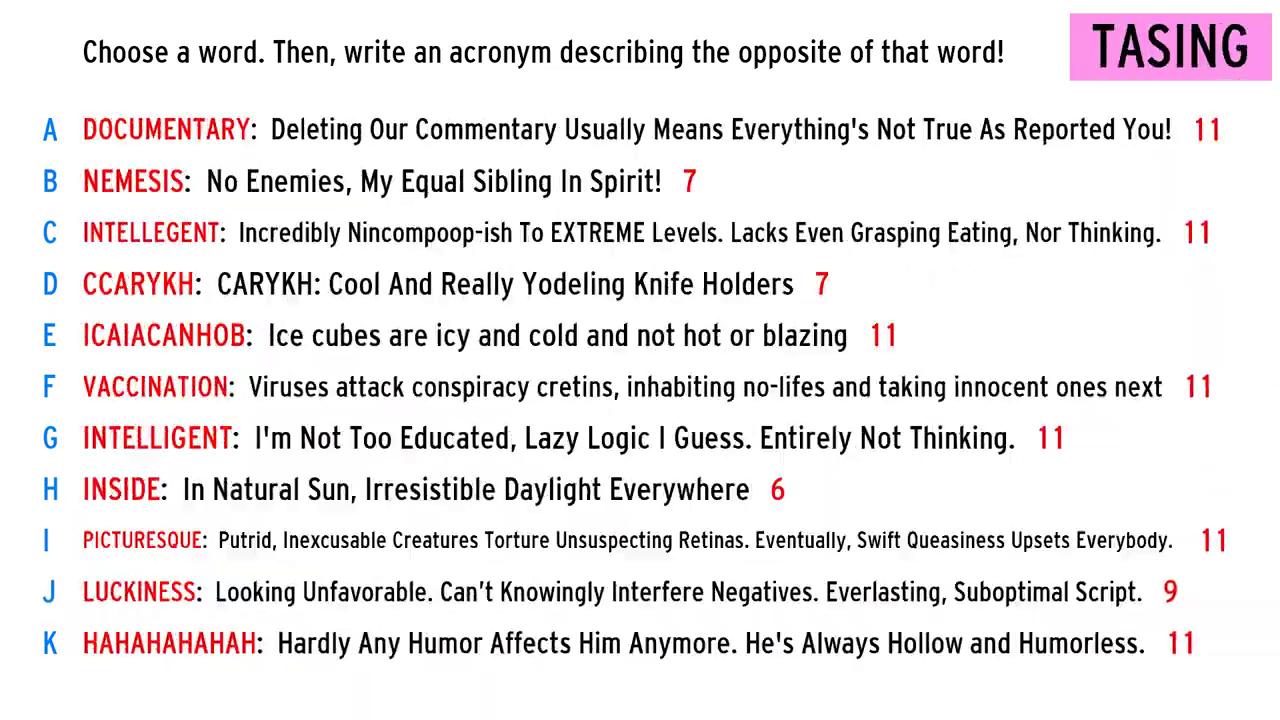 Choose a word. Then, write an acronym describing the opposite of that word!
TASING
A DOCUMENTARY: Deleting Our Commentary Usually Means Everything's Not True As Reported You! 11
B NEMESIS: No Enemies, My Equal Sibling In Spirit! 7
C INTELLEGENT: Incredibly Nincompoop-ish To EXTREME Levels. Lacks Even Grasping Eating, Nor Thinking. 11
D CCARYKH: CARYKH: Cool And Really Yodeling Knife Holders 7
E ICAIACANHOB: Ice cubes are icy and cold and not hot or blazing 11
F VACCINATION: Viruses attack conspiracy cretins, inhabiting no-lifes and taking innocent ones next 11
G INTELLIGENT: I'm Not Too Educated, Lazy Logic I Guess. Entirely Not Thinking. 11
H INSIDE: In Natural Sun, Irresistible Daylight Everywhere 6
I PICTURESQUE: Putrid, Inexcusable Creatures Torture Unsuspecting Retinas. Eventually, Swift Queasiness Upsets Everybody. 11
J LUCKINESS: Looking Unfavorable. Can’t Knowingly Interfere Negatives. Everlasting, Suboptimal Script. 9
K HAHAHAHAHAH: Hardly Any Humor Affects Him Anymore. He's Always Hollow and Humorless. 11